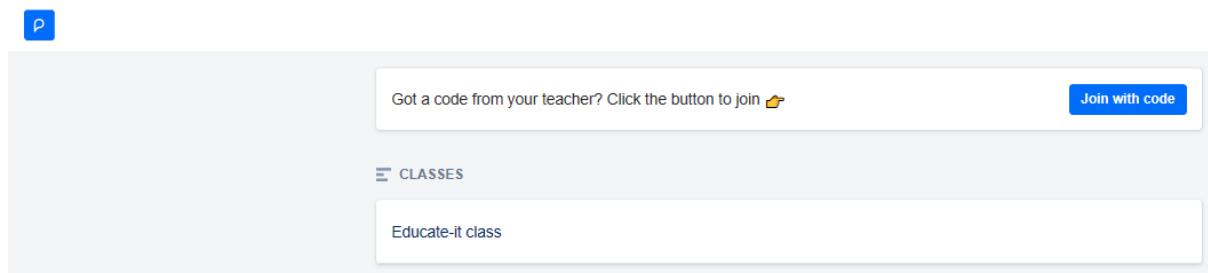 Got a code from your teacher? Click the button to join 👉
Join with code
CLASSES
Educate-it class